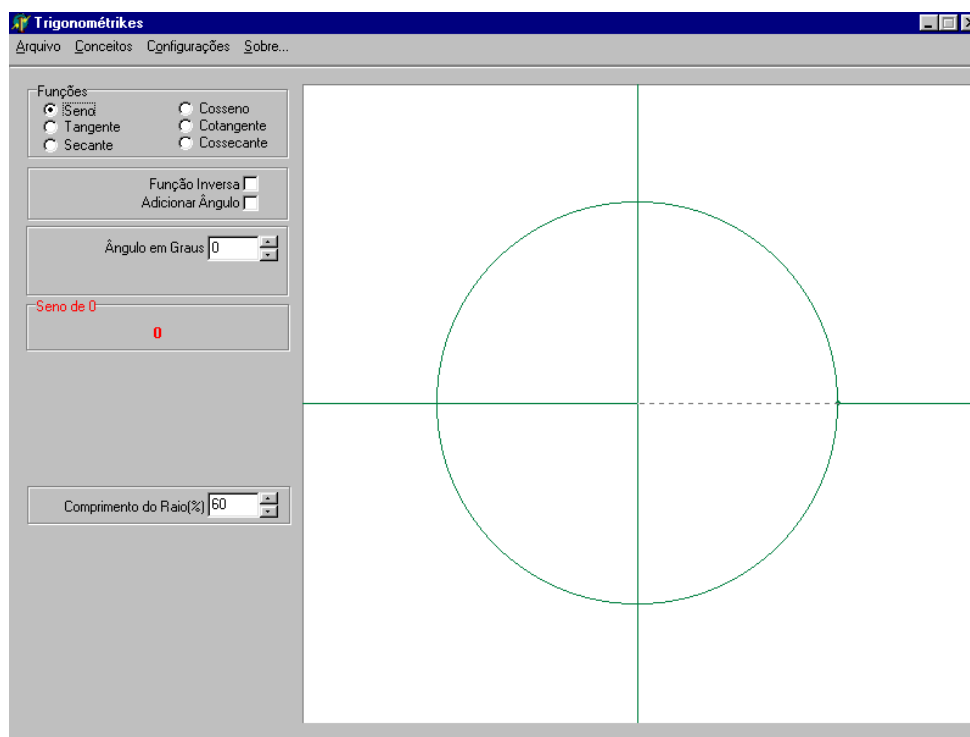 Trigonométrikes
Arquivo Conceitos Configurações Sobre...
Funções
Seno Cosseno
Tangente Cotangente
Secante Cossecante
Função Inversa
Adicionar Ângulo
Ângulo em Graus 0
Seno de 0
0
Comprimento do Raio(%) 60